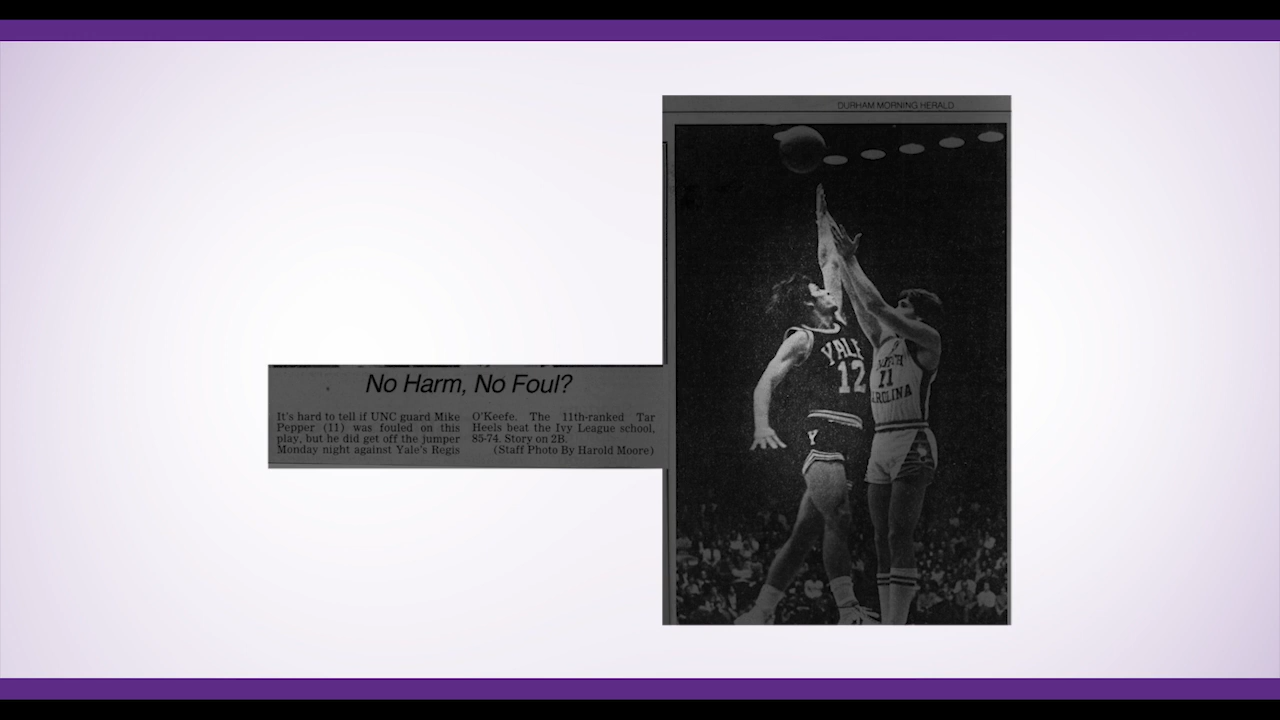 DURHAM MORNING HERALD
YALE
12
Y
11
CAROLINA
No Harm, No Foul?
It's hard to tell if UNC guard Mike
Pepper (11) was fouled on this
play, but he did get off the jumper
Monday night against Yale's Regis
O'Keefe. The 11th-ranked Tar
Heels beat the Ivy League school,
85-74. Story on 2B.
(Staff Photo By Harold Moore)